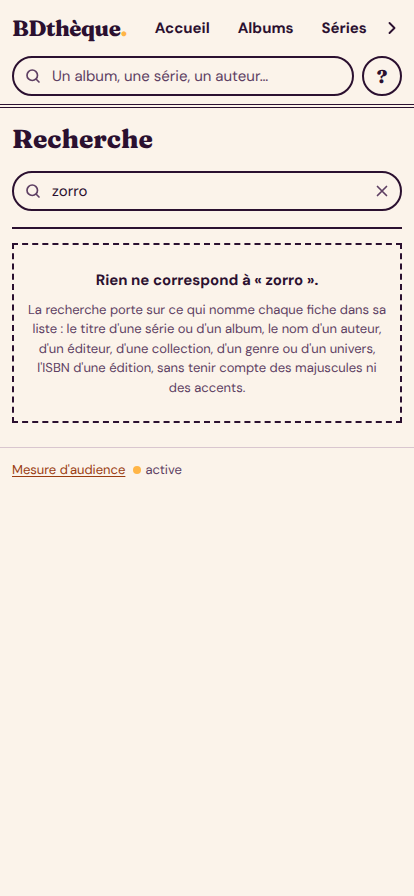 BDthèque.
Accueil Albums Séries
Un album, une série, un auteur…
?
Recherche
zorro
Rien ne correspond à « zorro ».
La recherche porte sur ce qui nomme chaque fiche dans sa
liste : le titre d'une série ou d'un album, le nom d'un auteur,
d'un éditeur, d'une collection, d'un genre ou d'un univers,
l'ISBN d'une édition, sans tenir compte des majuscules ni
des accents.
Mesure d'audience active